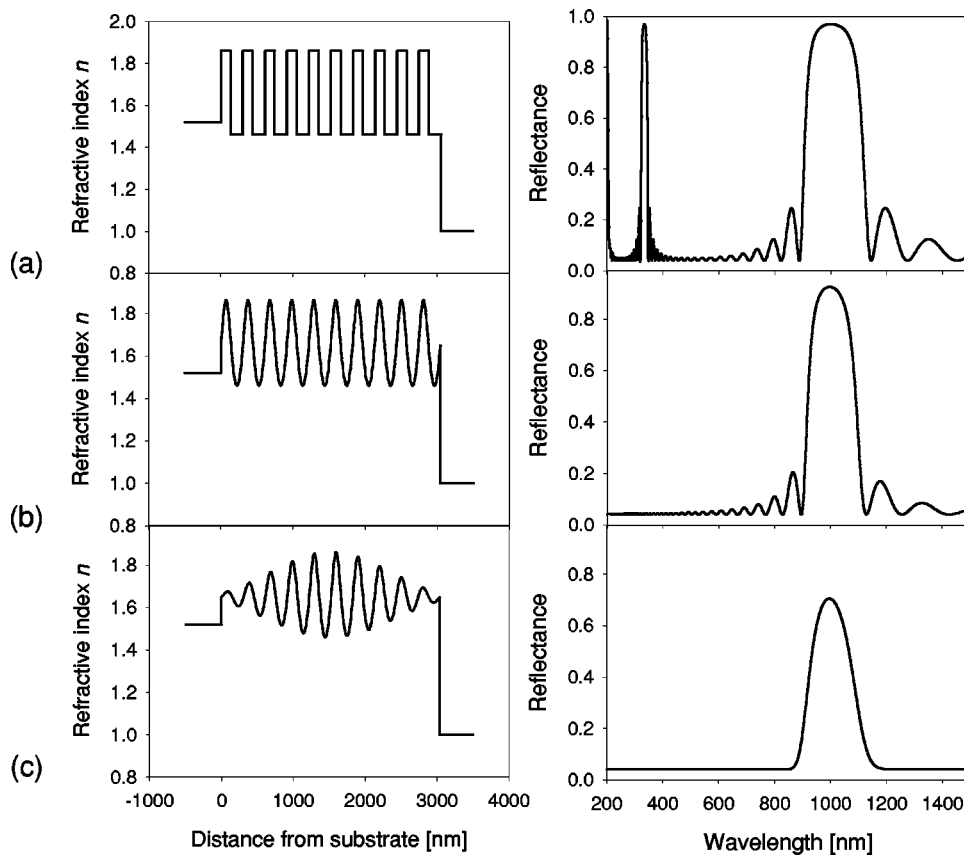 2.0
1.8
1.6
1.4
1.2
1.0
0.8
Refractive index n
(a)
1.0
0.8
0.6
0.4
0.2
0.0
Reflectance
1.8
1.6
1.4
1.2
1.0
0.8
Refractive index n
(b)
0.8
0.6
0.4
0.2
0.0
Reflectance
1.8
1.6
1.4
1.2
1.0
0.8
Refractive index n
(c)
0.8
0.6
0.4
0.2
0.0
Reflectance
-1000 0 1000 2000 3000 4000
Distance from substrate [nm]
200 400 600 800 1000 1200 1400
Wavelength [nm]